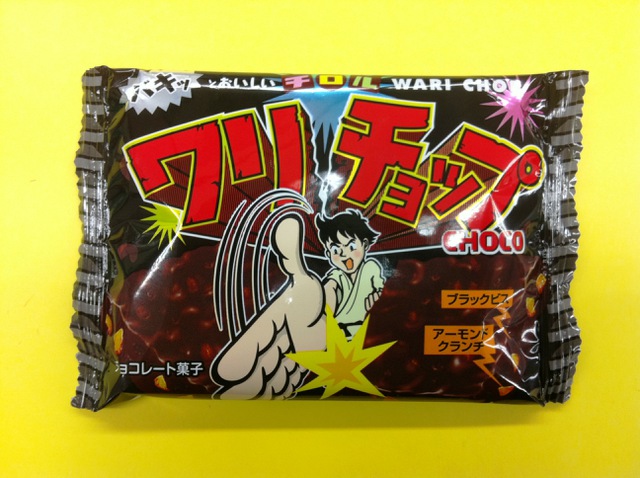 バキッ とおいしい チロル WARI CHOP
ワリチョップ
CHOCO
ブラックビス
アーモンド
クランチ
チョコレート菓子